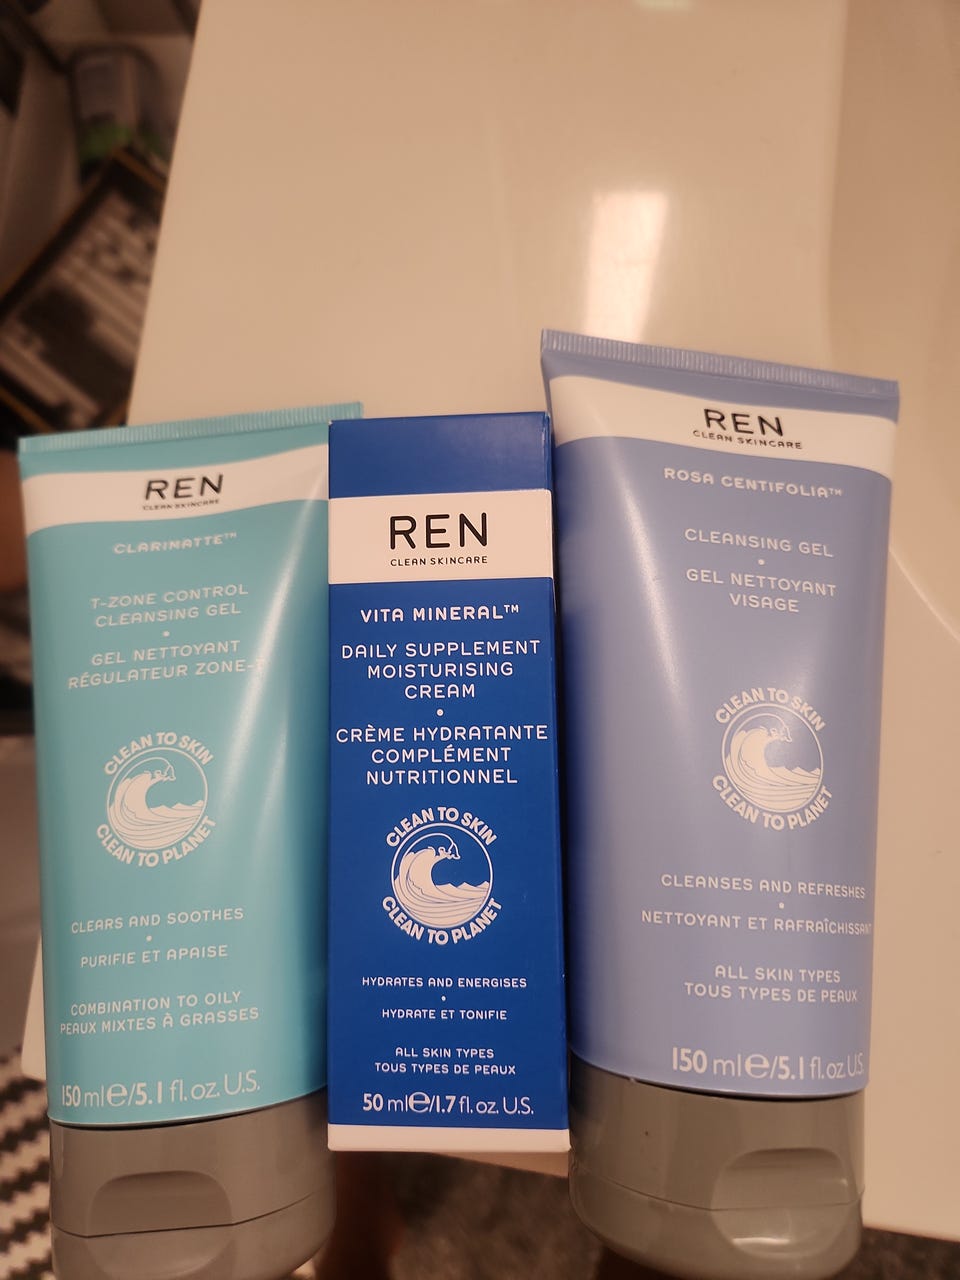 REN
CLEAN SKINCARE
CLARIMATTE™
T-ZONE CONTROL
CLEANSING GEL
•
GEL NETTOYANT
RÉGULATEUR ZONE-T
CLEAN TO SKIN
CLEAN TO PLANET
CLEARS AND SOOTHES
•
PURIFIE ET APAISE
COMBINATION TO OILY
PEAUX MIXTES À GRASSES
150 ml℮/5.1 fl.oz. U.S.
REN
CLEAN SKINCARE
VITA MINERAL™
DAILY SUPPLEMENT
MOISTURISING
CREAM
•
CRÈME HYDRATANTE
COMPLÉMENT
NUTRITIONNEL
CLEAN TO SKIN
CLEAN TO PLANET
HYDRATES AND ENERGISES
•
HYDRATE ET TONIFIE
ALL SKIN TYPES
TOUS TYPES DE PEAUX
50 ml℮/1.7 fl.oz. U.S.
REN
CLEAN SKINCARE
ROSA CENTIFOLIA™
CLEANSING GEL
•
GEL NETTOYANT
VISAGE
CLEAN TO SKIN
CLEAN TO PLANET
CLEANSES AND REFRESHES
•
NETTOYANT ET RAFRAÎCHISSANT
ALL SKIN TYPES
TOUS TYPES DE PEAUX
150 ml℮/5.1 fl.oz. U.S.